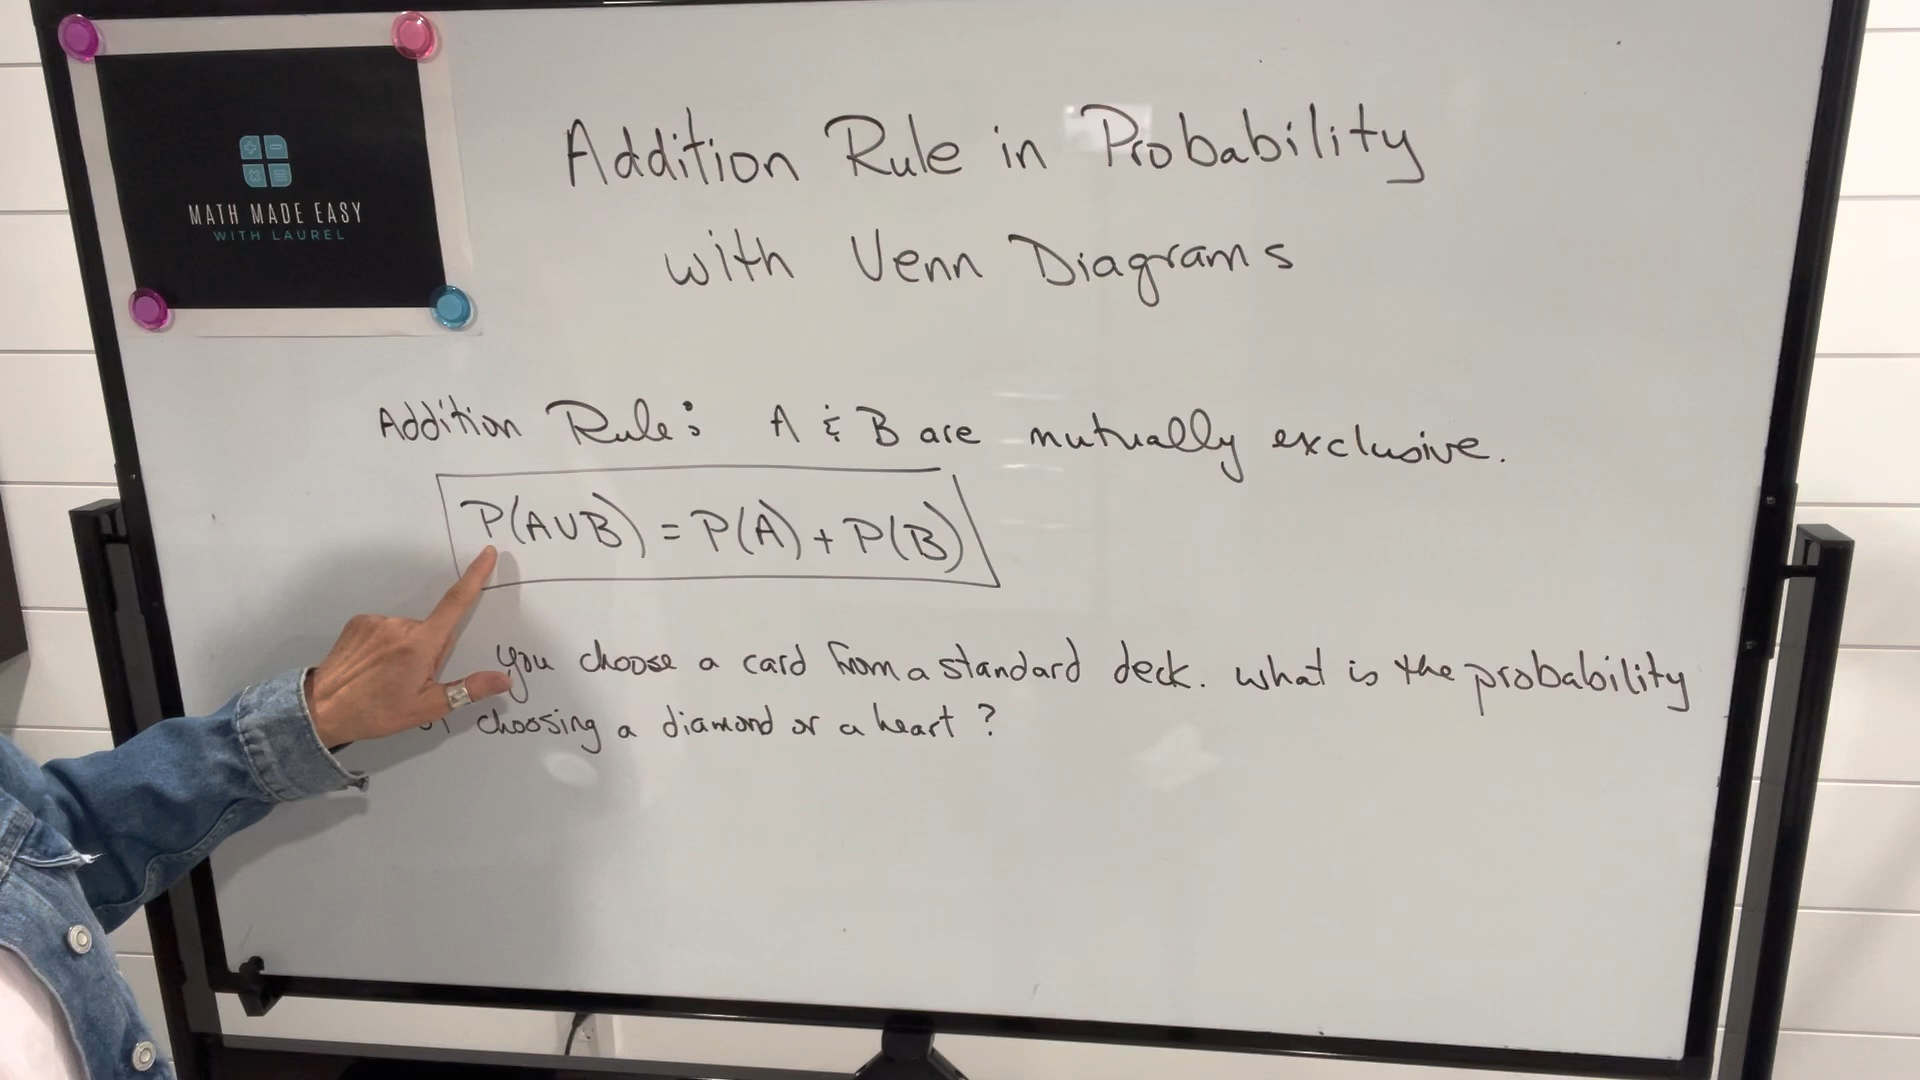 MATH MADE EASY
WITH LAUREL
Addition Rule in Probability
with Venn Diagrams
Addition Rule: A & B are mutually exclusive.
P(A∪B) = P(A) + P(B)
you choose a card from a standard deck. what is the probability
choosing a diamond or a heart?